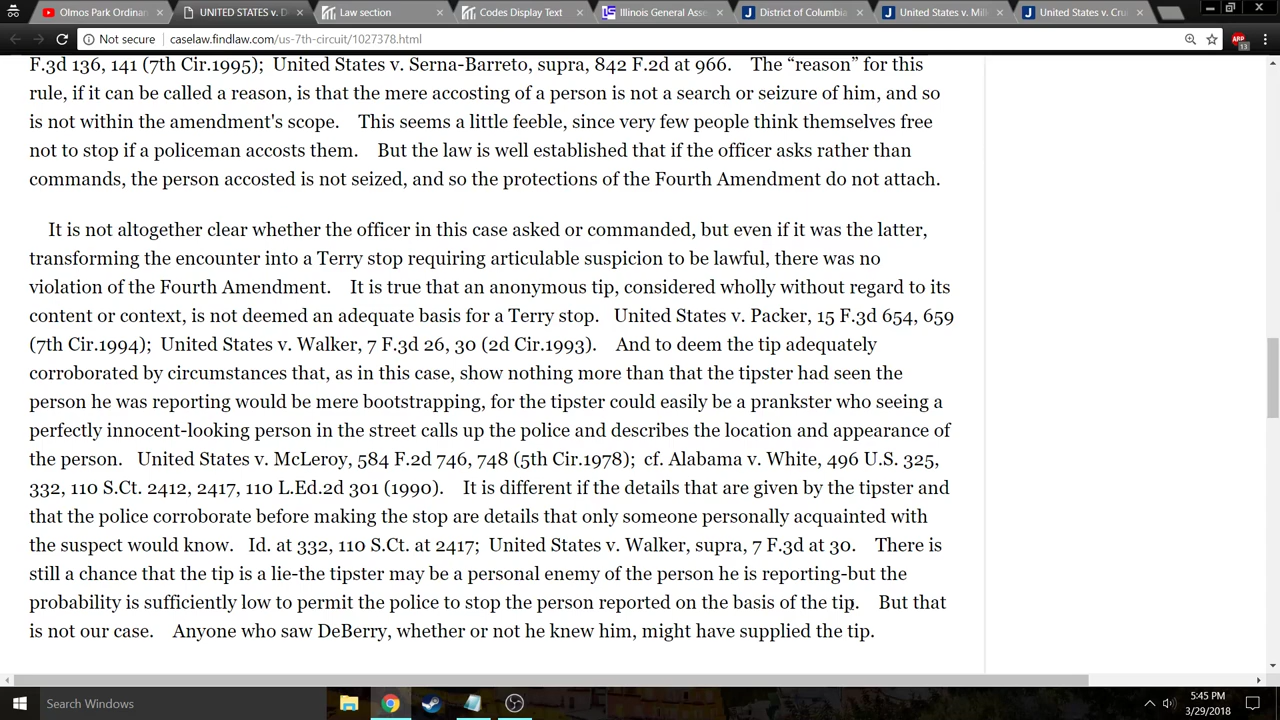 Olmos Park Ordinan
UNITED STATES v. D
Law section
Codes Display Text
Illinois General Asse
District of Columbia
United States v. Mill
United States v. Cru
Not secure
caselaw.findlaw.com/us-7th-circuit/1027378.html
ABP
13
F.3d 136, 141 (7th Cir.1995); United States v. Serna-Barreto, supra, 842 F.2d at 966. The “reason” for this
rule, if it can be called a reason, is that the mere accosting of a person is not a search or seizure of him, and so
is not within the amendment's scope. This seems a little feeble, since very few people think themselves free
not to stop if a policeman accosts them. But the law is well established that if the officer asks rather than
commands, the person accosted is not seized, and so the protections of the Fourth Amendment do not attach.
It is not altogether clear whether the officer in this case asked or commanded, but even if it was the latter,
transforming the encounter into a Terry stop requiring articulable suspicion to be lawful, there was no
violation of the Fourth Amendment. It is true that an anonymous tip, considered wholly without regard to its
content or context, is not deemed an adequate basis for a Terry stop. United States v. Packer, 15 F.3d 654, 659
(7th Cir.1994); United States v. Walker, 7 F.3d 26, 30 (2d Cir.1993). And to deem the tip adequately
corroborated by circumstances that, as in this case, show nothing more than that the tipster had seen the
person he was reporting would be mere bootstrapping, for the tipster could easily be a prankster who seeing a
perfectly innocent-looking person in the street calls up the police and describes the location and appearance of
the person. United States v. McLeroy, 584 F.2d 746, 748 (5th Cir.1978); cf. Alabama v. White, 496 U.S. 325,
332, 110 S.Ct. 2412, 2417, 110 L.Ed.2d 301 (1990). It is different if the details that are given by the tipster and
that the police corroborate before making the stop are details that only someone personally acquainted with
the suspect would know. Id. at 332, 110 S.Ct. at 2417; United States v. Walker, supra, 7 F.3d at 30. There is
still a chance that the tip is a lie-the tipster may be a personal enemy of the person he is reporting-but the
probability is sufficiently low to permit the police to stop the person reported on the basis of the tip. But that
is not our case. Anyone who saw DeBerry, whether or not he knew him, might have supplied the tip.
Search Windows
5:45 PM
3/29/2018